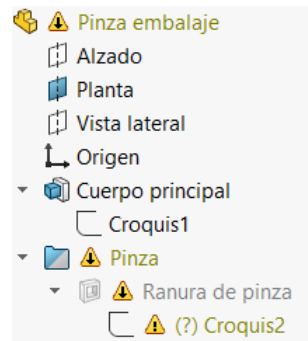 Pinza embalaje
Alzado
Planta
Vista lateral
Origen
Cuerpo principal
Croquis1
Pinza
Ranura de pinza
(?) Croquis2